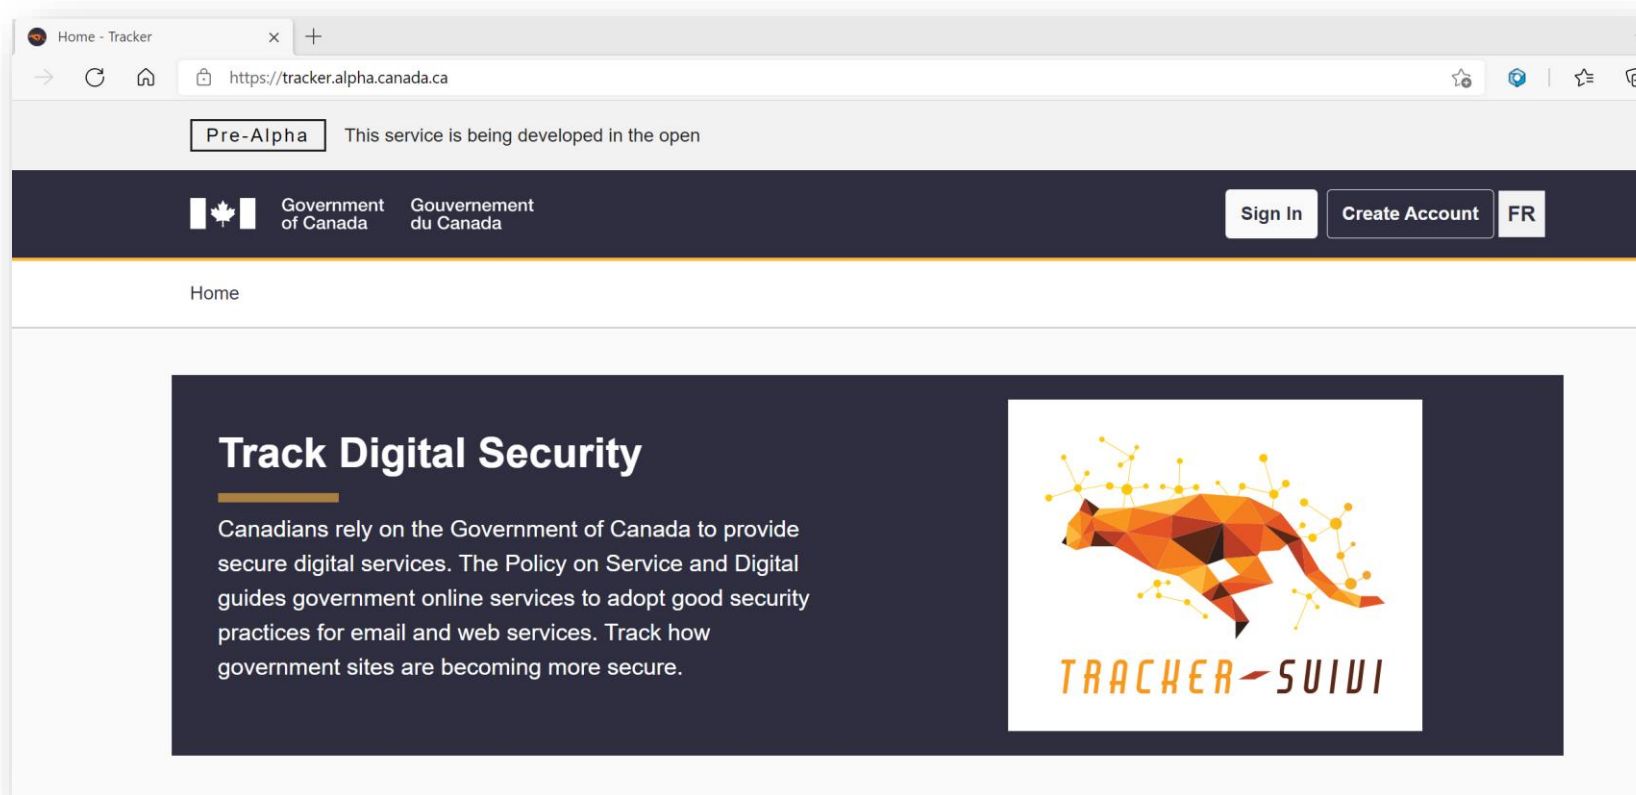 Home - Tracker
https://tracker.alpha.canada.ca
Pre-Alpha This service is being developed in the open
Government of Canada
Gouvernement du Canada
Sign In
Create Account
FR
Home
Track Digital Security
Canadians rely on the Government of Canada to provide
secure digital services. The Policy on Service and Digital
guides government online services to adopt good security
practices for email and web services. Track how
government sites are becoming more secure.
TRACKER-SUIVI